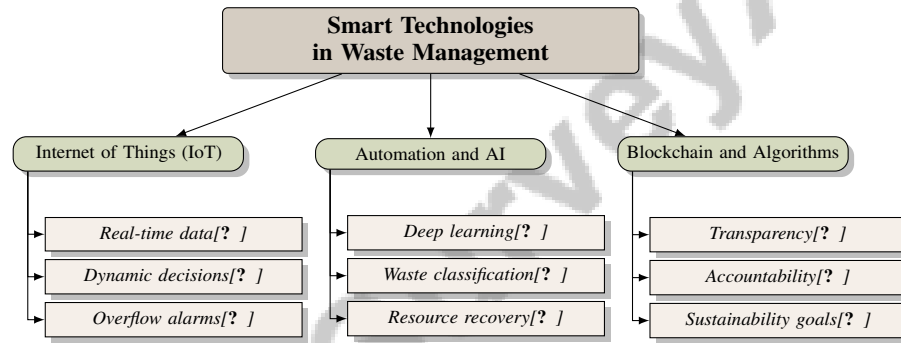 Smart Technologies
in Waste Management
Internet of Things (IoT)
Automation and AI
Blockchain and Algorithms
Real-time data[? ]
Dynamic decisions[? ]
Overflow alarms[? ]
Deep learning[? ]
Waste classification[? ]
Resource recovery[? ]
Transparency[? ]
Accountability[? ]
Sustainability goals[? ]